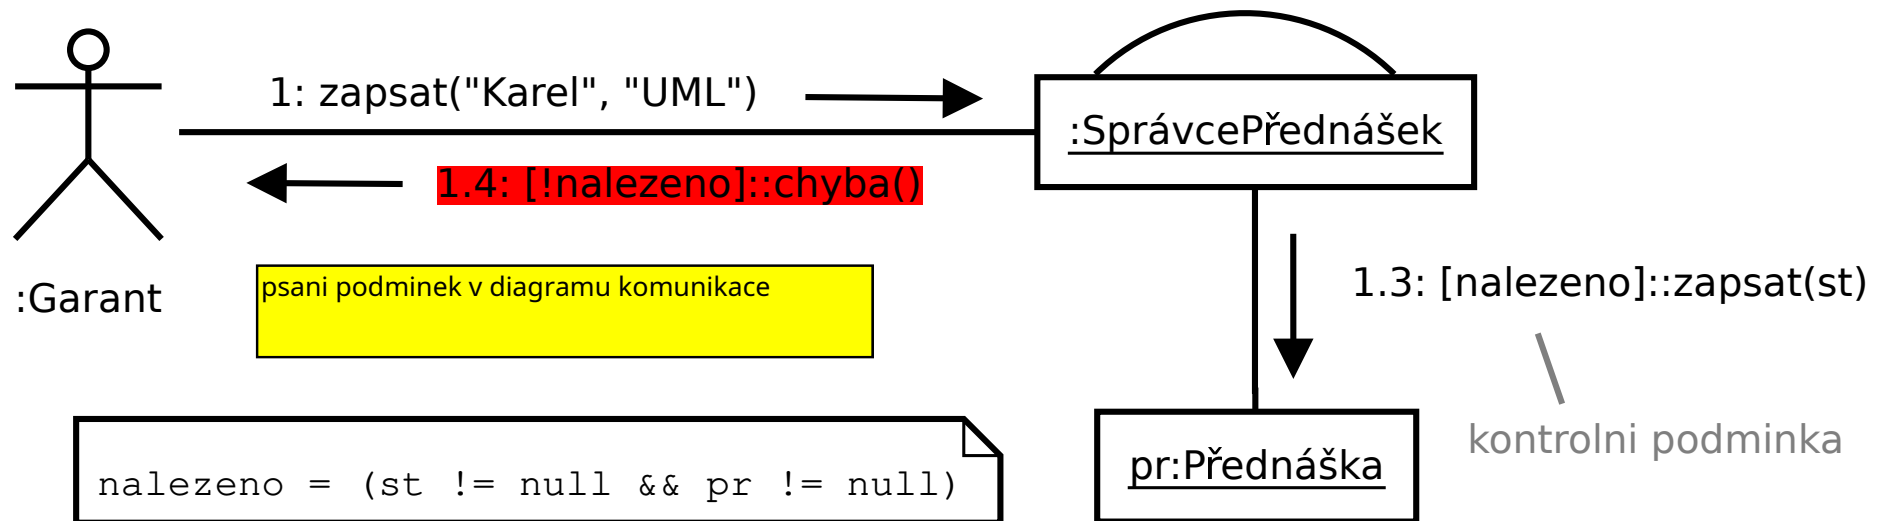 1: zapsat("Karel", "UML")
:SprávcePřednášek
1.4: [!nalezeno]::chyba()
:Garant
psani podminek v diagramu komunikace
1.3: [nalezeno]::zapsat(st)
kontrolni podminka
nalezeno = (st != null && pr != null)
pr:Přednáška